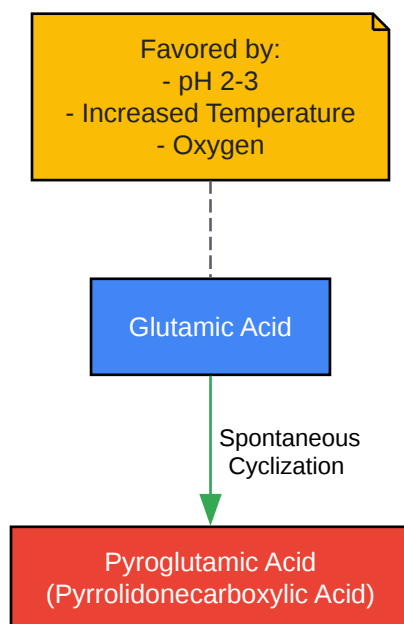 Favored by:
- pH 2-3
- Increased Temperature
- Oxygen
Glutamic Acid
Spontaneous
Cyclization
Pyroglutamic Acid
(Pyrrolidonecarboxylic Acid)